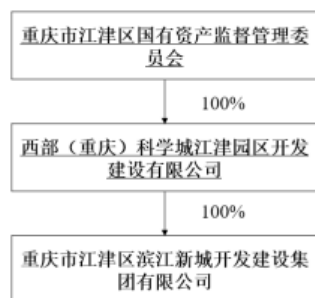 重庆市江津区国有资产监督管理委
员会
100%
西部（重庆）科学城江津园区开发
建设有限公司
100%
重庆市江津区滨江新城开发建设集
团有限公司